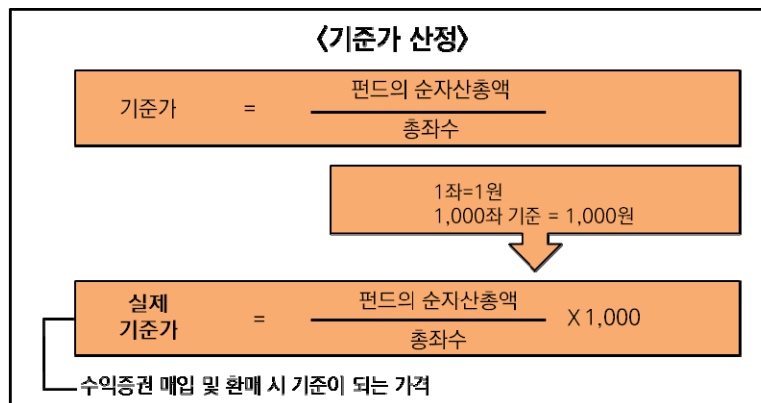 <기준가 산정>
기준가 = 펀드의 순자산총액
총좌수
1좌=1원
1,000좌 기준 = 1,000원
실제
기준가 = 펀드의 순자산총액 X 1,000
총좌수
수익증권 매입 및 환매 시 기준이 되는 가격